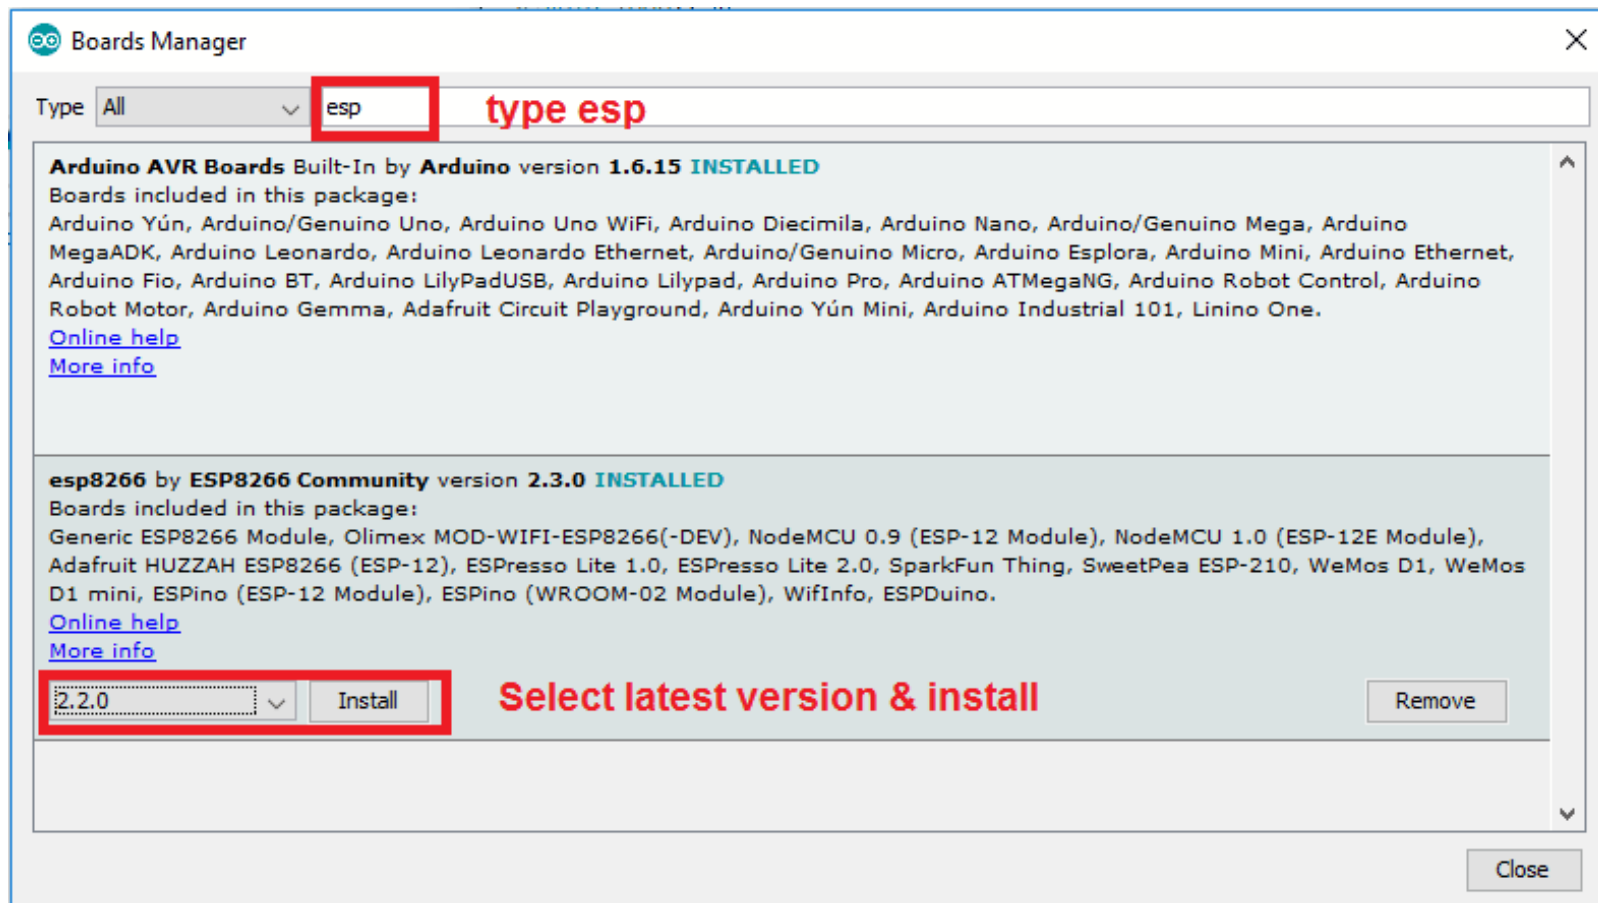 Boards Manager
Type All esp type esp
Arduino AVR Boards Built-In by Arduino version 1.6.15 INSTALLED
Boards included in this package:
Arduino Yún, Arduino/Genuino Uno, Arduino Uno WiFi, Arduino Diecimila, Arduino Nano, Arduino/Genuino Mega, Arduino
MegaADK, Arduino Leonardo, Arduino Leonardo Ethernet, Arduino/Genuino Micro, Arduino Esplora, Arduino Mini, Arduino Ethernet,
Arduino Fio, Arduino BT, Arduino LilyPadUSB, Arduino Lilypad, Arduino Pro, Arduino ATMegaNG, Arduino Robot Control, Arduino
Robot Motor, Arduino Gemma, Adafruit Circuit Playground, Arduino Yún Mini, Arduino Industrial 101, Linino One.
Online help
More info
esp8266 by ESP8266 Community version 2.3.0 INSTALLED
Boards included in this package:
Generic ESP8266 Module, Olimex MOD-WIFI-ESP8266(-DEV), NodeMCU 0.9 (ESP-12 Module), NodeMCU 1.0 (ESP-12E Module),
Adafruit HUZZAH ESP8266 (ESP-12), ESPresso Lite 1.0, ESPresso Lite 2.0, SparkFun Thing, SweetPea ESP-210, WeMos D1, WeMos
D1 mini, ESPino (ESP-12 Module), ESPino (WROOM-02 Module), WifInfo, ESPDuino.
Online help
More info
2.2.0 Install Select latest version & install Remove
Close